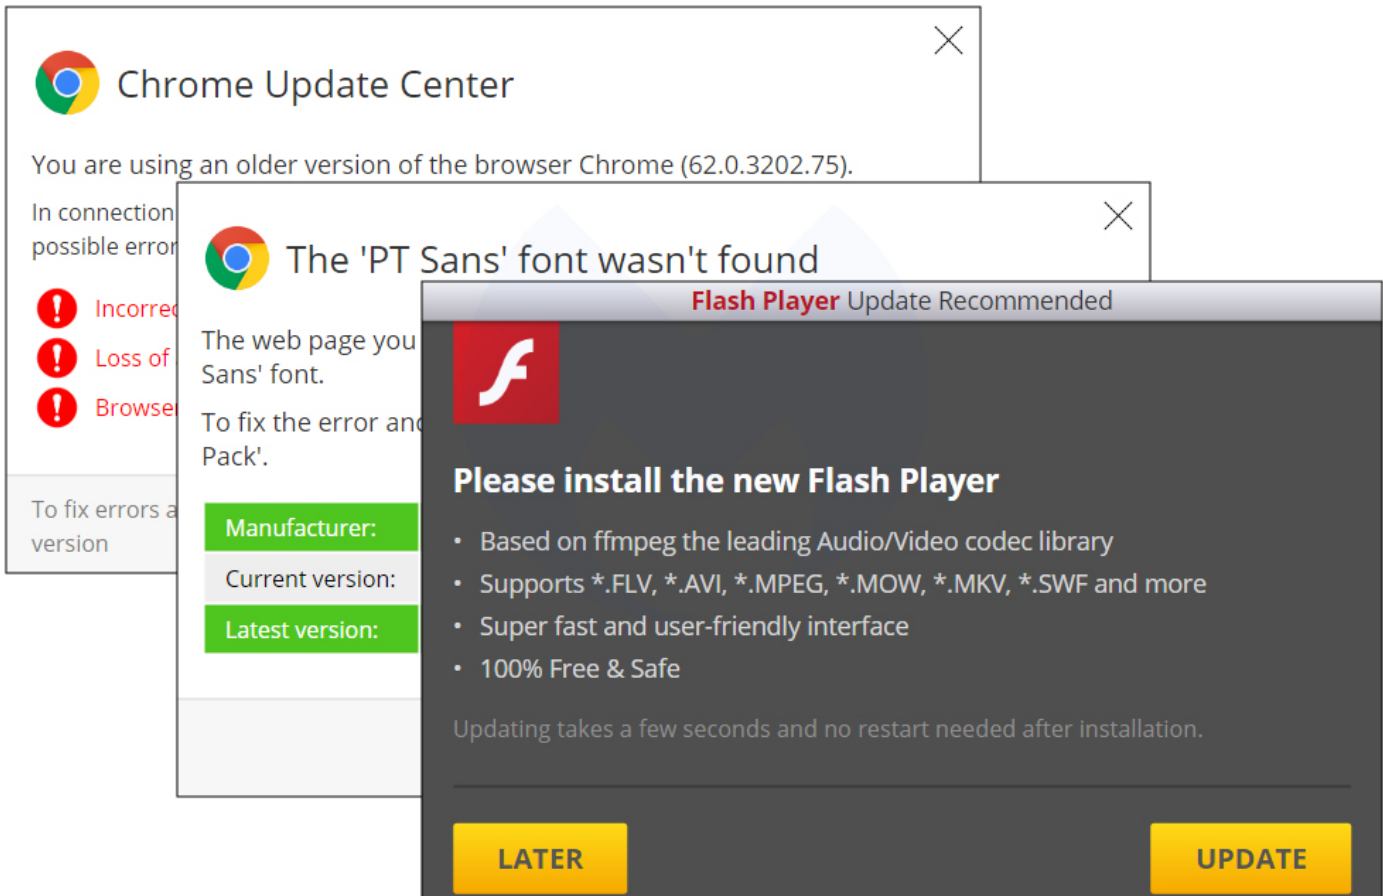 Chrome Update Center
You are using an older version of the browser Chrome (62.0.3202.75).
In connection
possible error
Loss of
Browser
To fix errors a
version
The 'PT Sans' font wasn't found
The web page you
Sans' font.
To fix the error and
Pack'.
Manufacturer:
Current version:
Latest version:
Flash Player Update Recommended
Please install the new Flash Player
• Based on ffmpeg the leading Audio/Video codec library
• Supports *.FLV, *.AVI, *.MPEG, *.MOW, *.MKV, *.SWF and more
• Super fast and user-friendly interface
• 100% Free & Safe
Updating takes a few seconds and no restart needed after installation.
LATER
UPDATE